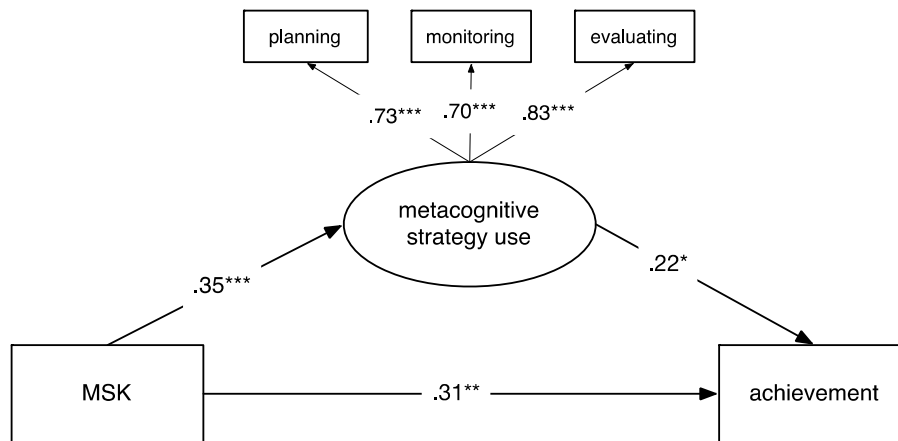 planning
monitoring
evaluating
.73***
.70***
.83***
metacognitive
strategy use
.35***
.22*
MSK
.31**
achievement